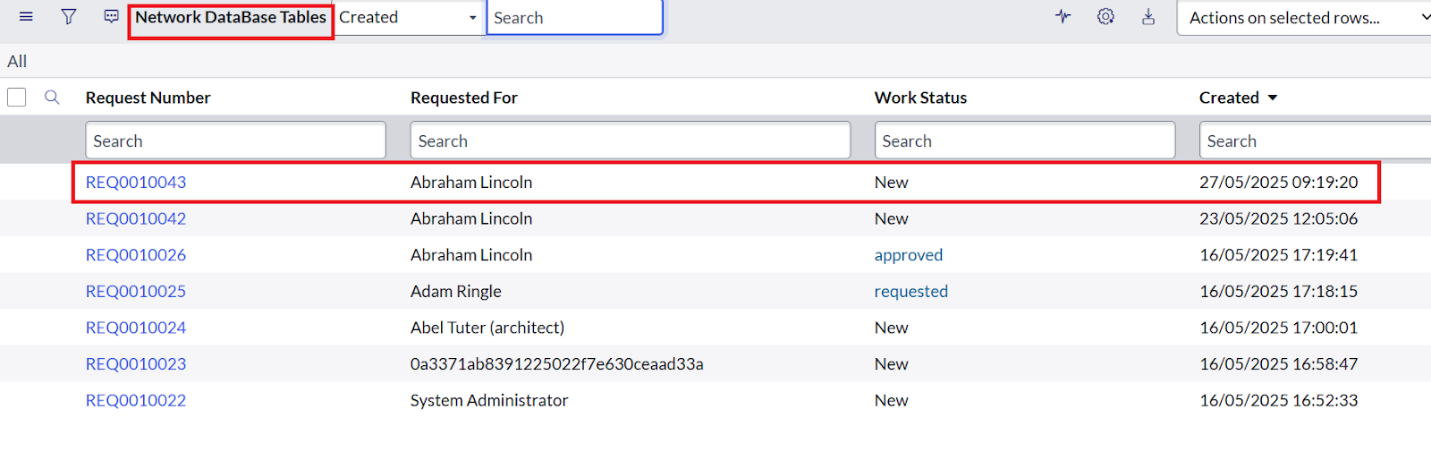 Network DataBase Tables Created Search Actions on selected rows...
All
Request Number Requested For Work Status Created
Search Search Search Search
REQ0010043 Abraham Lincoln New 27/05/2025 09:19:20
REQ0010042 Abraham Lincoln New 23/05/2025 12:05:06
REQ0010026 Abraham Lincoln approved 16/05/2025 17:19:41
REQ0010025 Adam Ringle requested 16/05/2025 17:18:15
REQ0010024 Abel Tuter (architect) New 16/05/2025 17:00:01
REQ0010023 0a3371ab8391225022f7e630ceaad33a New 16/05/2025 16:58:47
REQ0010022 System Administrator New 16/05/2025 16:52:33